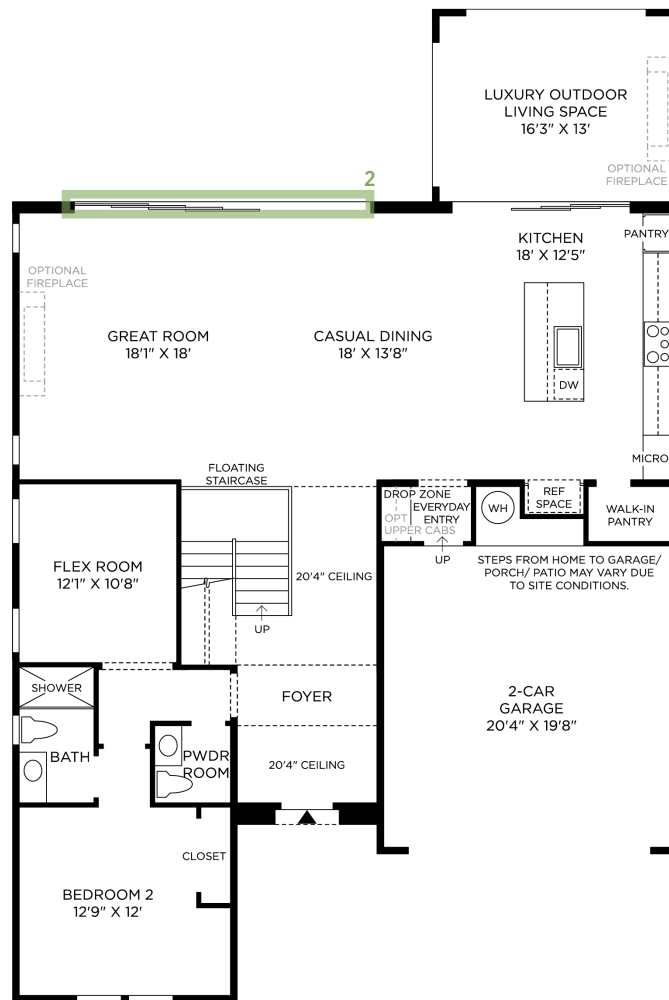 LUXURY OUTDOOR
LIVING SPACE
16'3" X 13'
OPTIONAL
FIREPLACE
2
KITCHEN
18' X 12'5"
PANTRY
OPTIONAL
FIREPLACE
GREAT ROOM
18'1" X 18'
CASUAL DINING
18' X 13'8"
DW
MICRO
FLOATING
STAIRCASE
DROP ZONE
EVERYDAY
ENTRY
OPT
UPPER CABS
WH
REF
SPACE
WALK-IN
PANTRY
UP
STEPS FROM HOME TO GARAGE/
PORCH/ PATIO MAY VARY DUE
TO SITE CONDITIONS.
FLEX ROOM
12'1" X 10'8"
20'4" CEILING
UP
SHOWER
FOYER
2-CAR
GARAGE
20'4" X 19'8"
BATH
PWDR
ROOM
20'4" CEILING
CLOSET
BEDROOM 2
12'9" X 12'